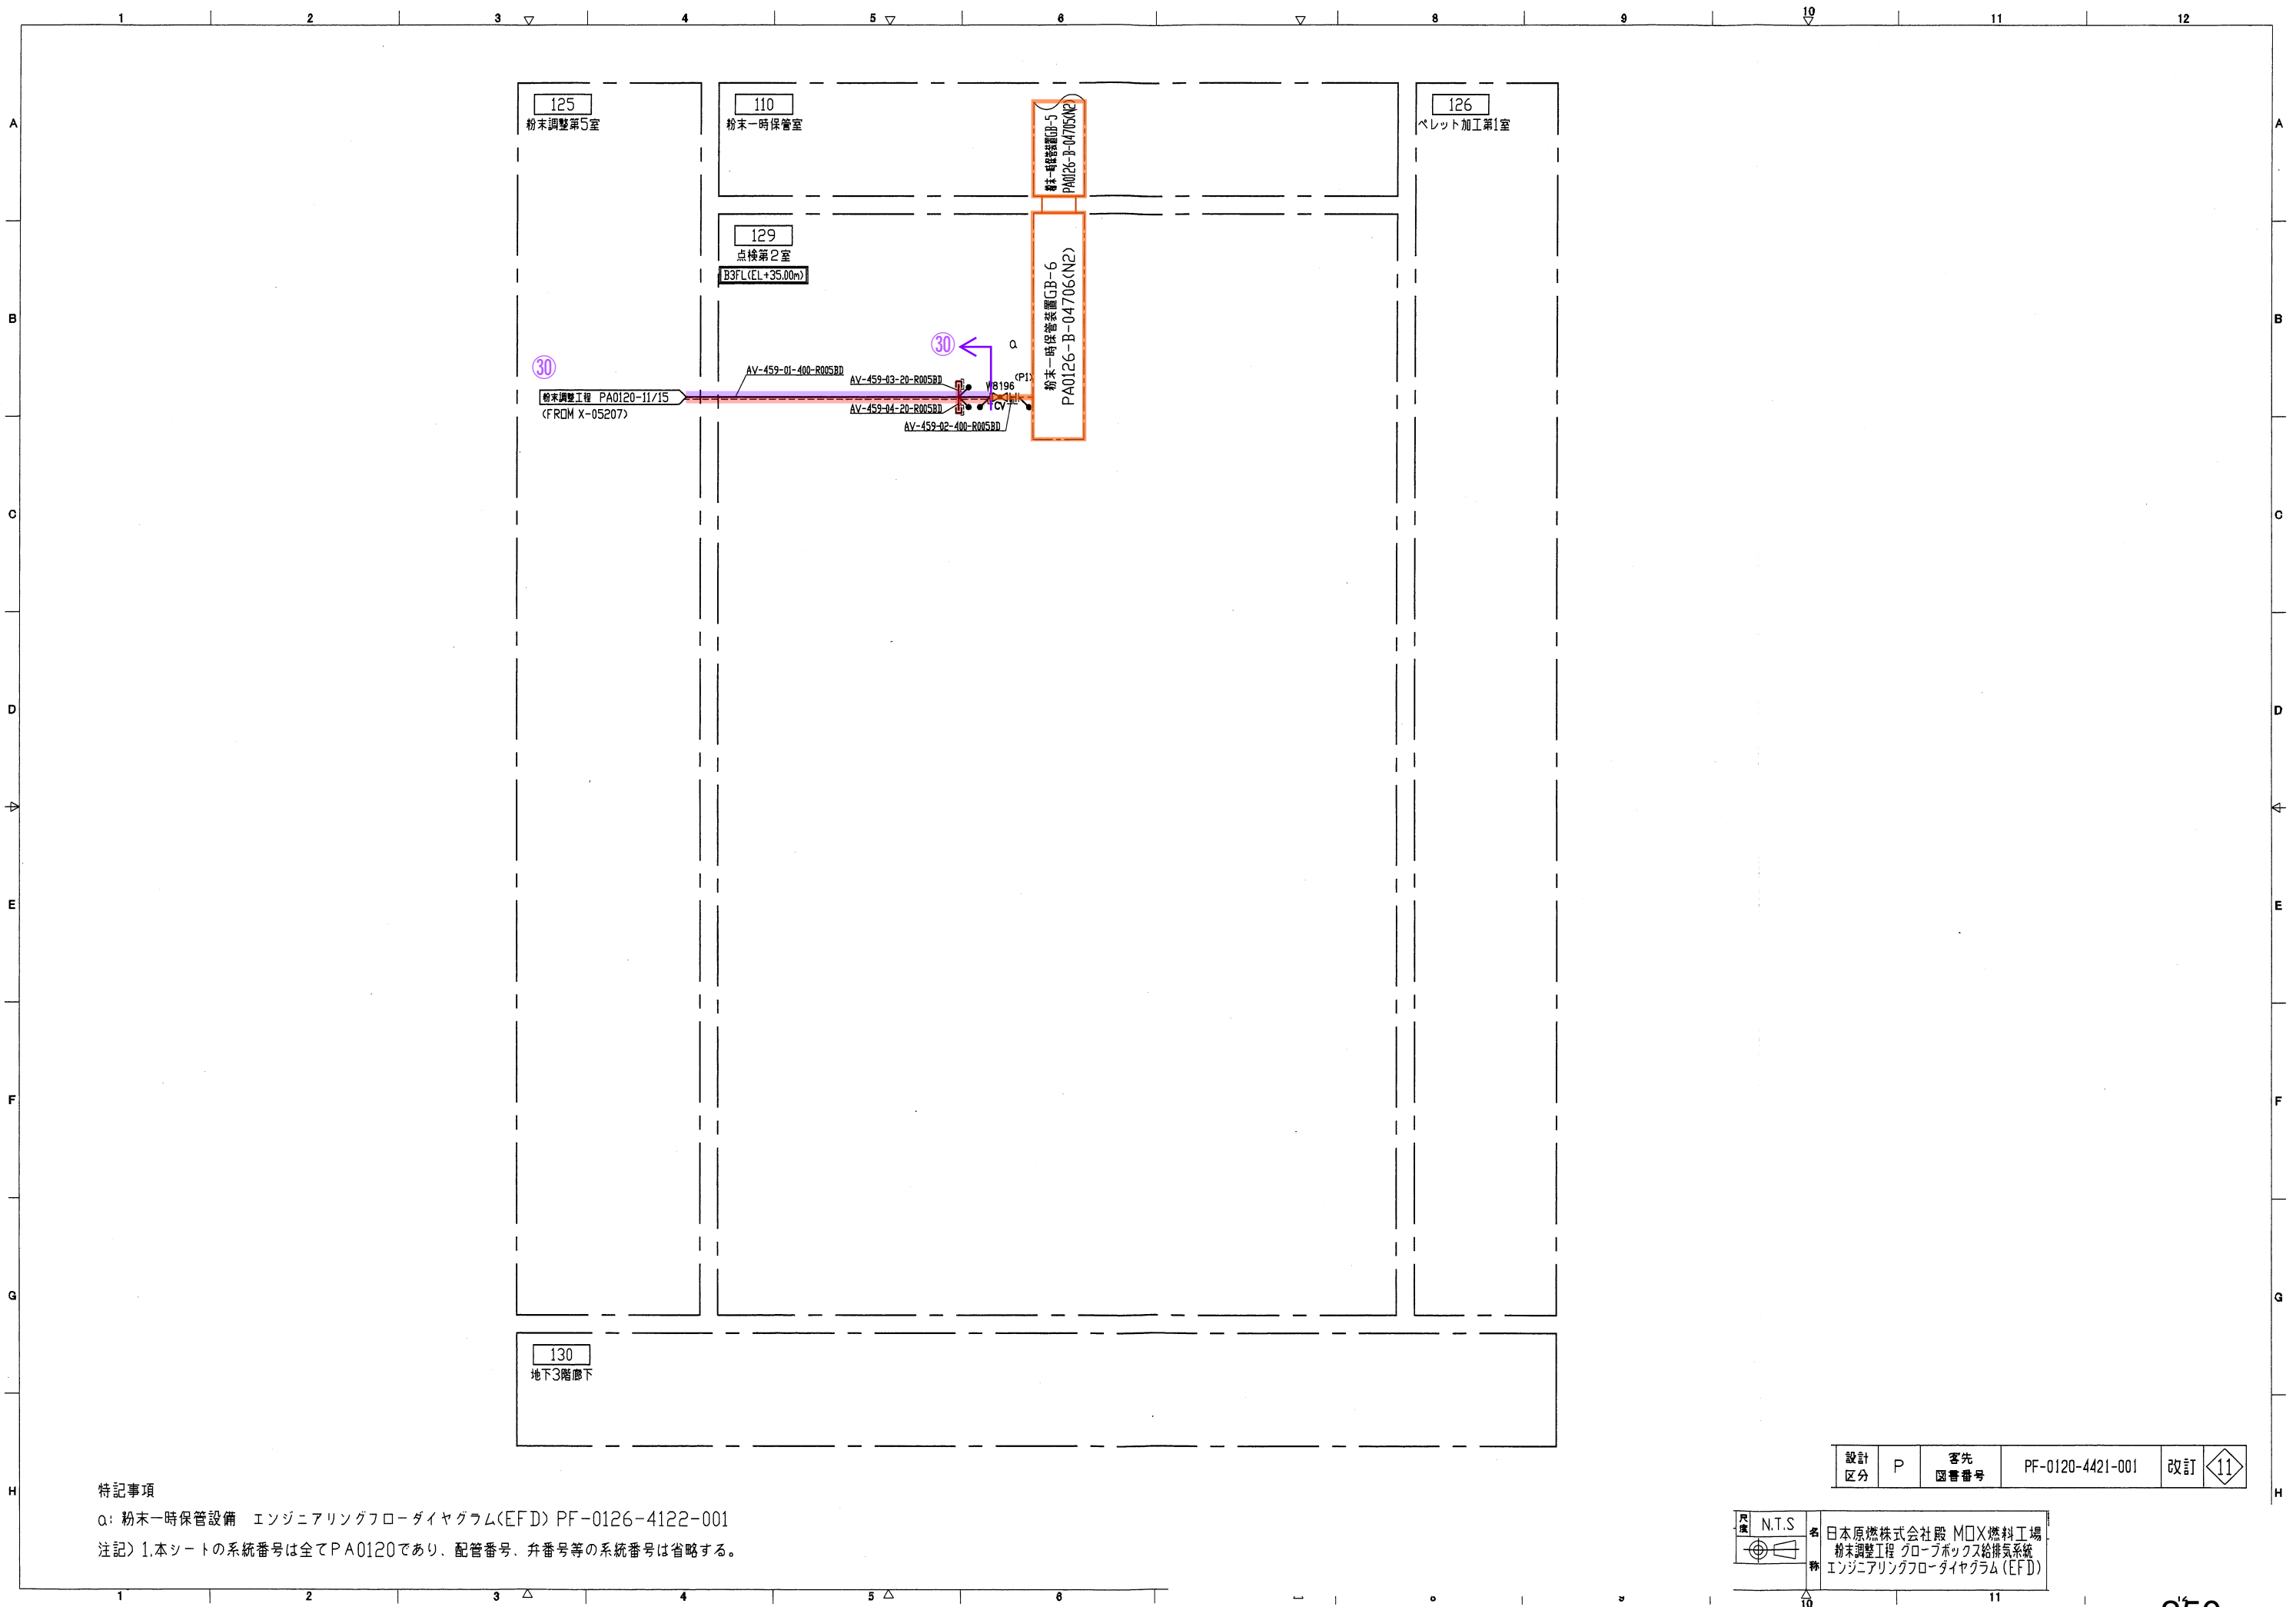 1 2 3 4 5 6 8 9 10 11 12
A A
B B
C C
D D
E E
F F
G G
H H
125
粉末調整第5室
110
粉末一時保管室
粉末一時保管装置GB-5
PA0126-B-04705(N2)
126
ペレット加工第1室
129
点検第2室
B3FL(EL+35.00m)
粉末一時保管装置GB-6
PA0126-B-04706(N2)
㉚
a
㉚
AV-459-01-400-R005BD
AV-459-03-20-R005BD
V8196
(P1)
粉末調整工程 PA0120-11/15
(FROM X-05207)
AV-459-04-20-R005BD
CV
AV-459-02-400-R005BD
130
地下3階廊下
設計区分 P 客先図書番号 PF-0120-4421-001 改訂 11
特記事項
a: 粉末一時保管設備 エンジニアリングフローダイヤグラム(EFD) PF-0126-4122-001
注記) 1.本シートの系統番号は全てPA0120であり、配管番号、弁番号等の系統番号は省略する。
尺度 N.T.S 名称
日本原燃株式会社殿 MOX燃料工場
粉末調整工程 グローブボックス給排気系統
エンジニアリングフローダイヤグラム(EFD)
1 2 3 4 5 6 10 11